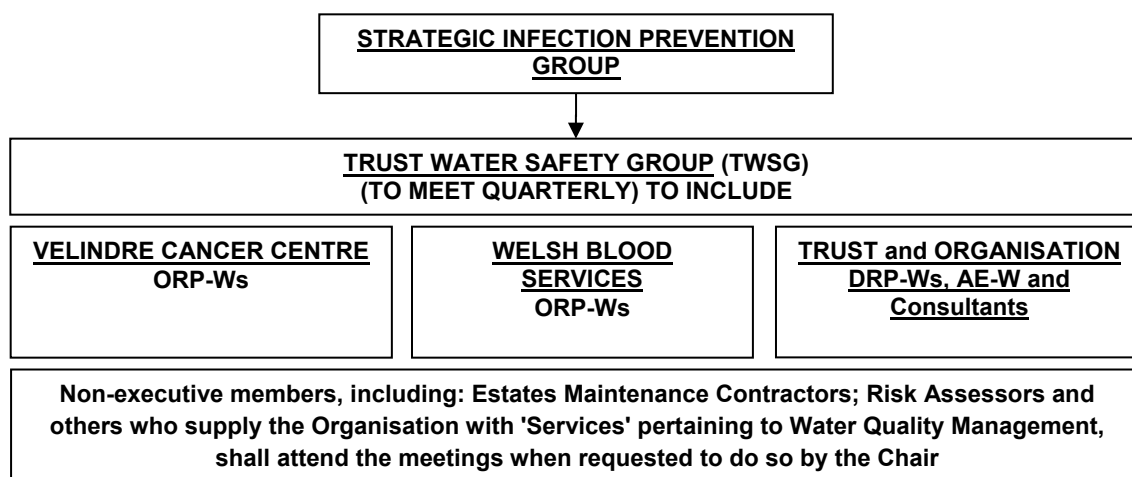 STRATEGIC INFECTION PREVENTION
GROUP
TRUST WATER SAFETY GROUP (TWSG)
(TO MEET QUARTERLY) TO INCLUDE
VELINDRE CANCER CENTRE
ORP-Ws
WELSH BLOOD
SERVICES
ORP-Ws
TRUST and ORGANISATION
DRP-Ws, AE-W and
Consultants
Non-executive members, including: Estates Maintenance Contractors; Risk Assessors and
others who supply the Organisation with 'Services' pertaining to Water Quality Management,
shall attend the meetings when requested to do so by the Chair